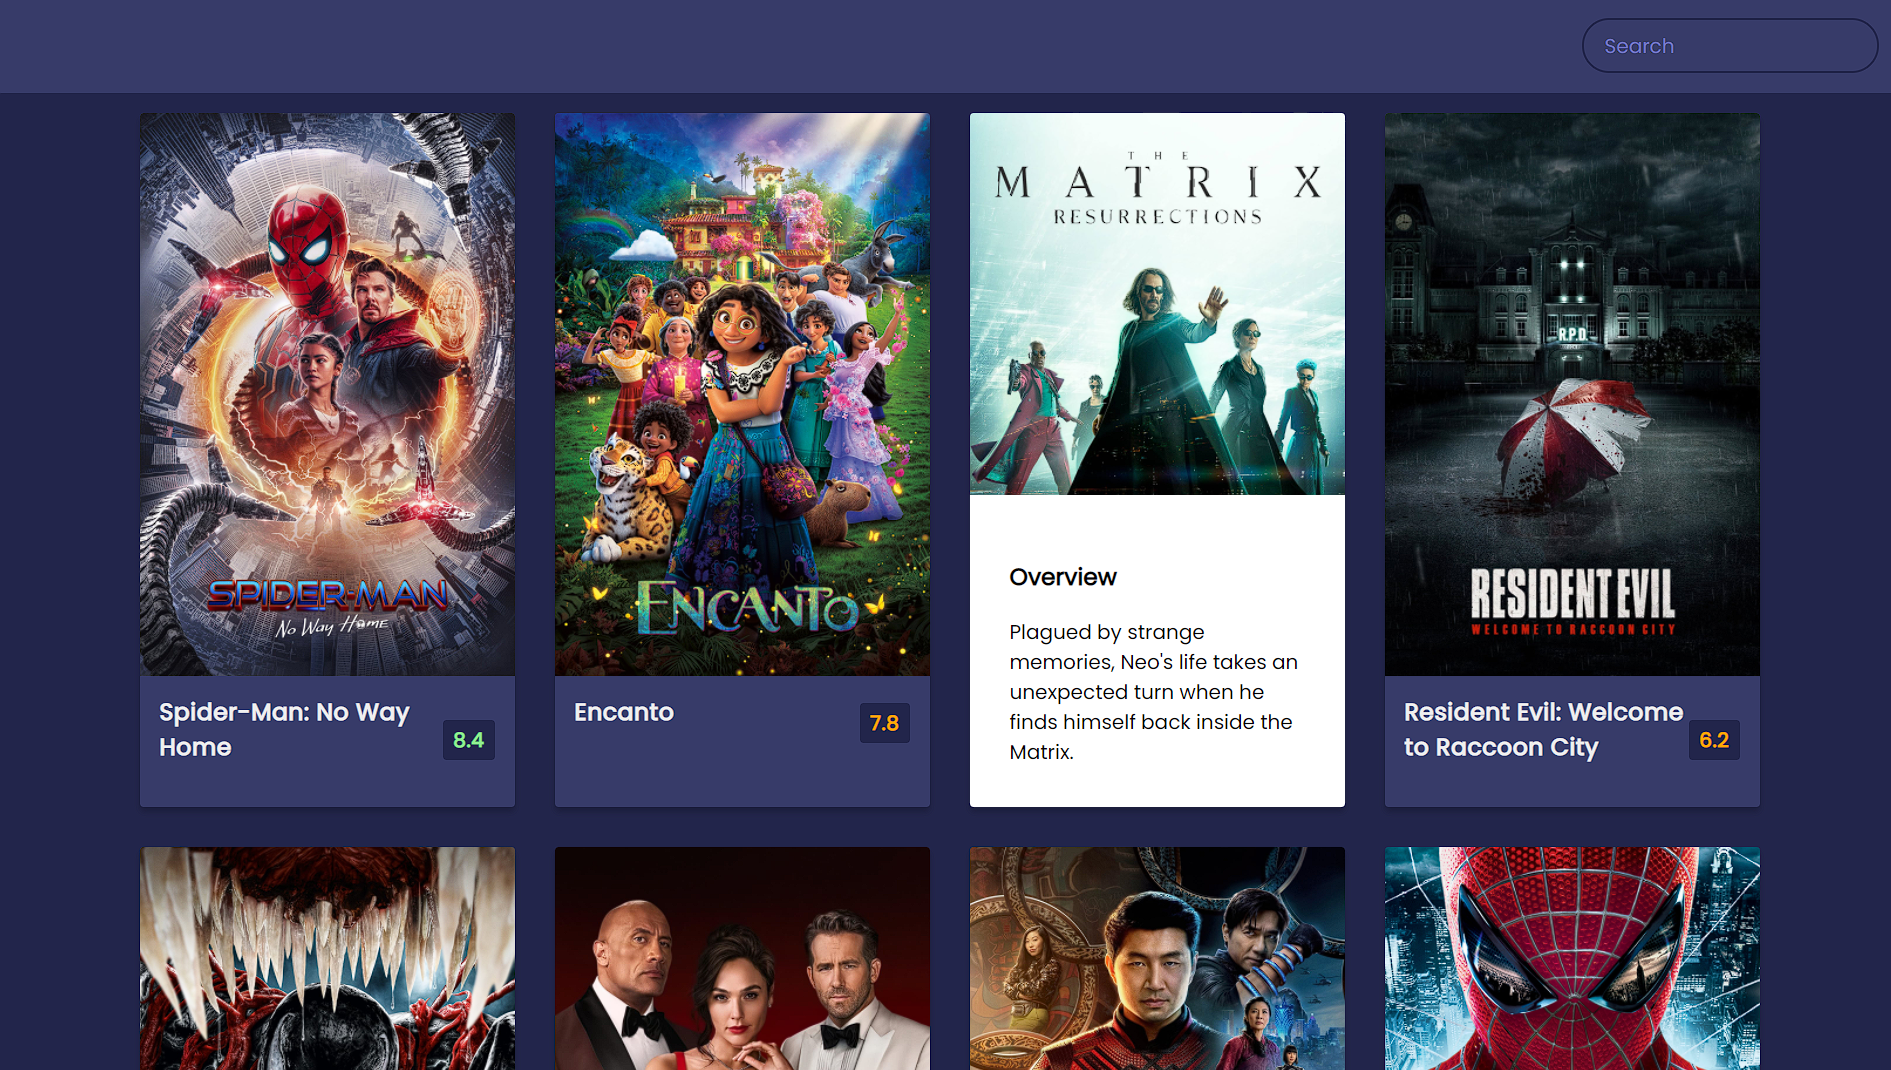 Search
SPIDER-MAN
No Way Home
ENCANTO
THE
MATRIX
RESURRECTIONS
R.P.D.
RESIDENT EVIL
WELCOME TO RACCOON CITY
Spider-Man: No Way
Home
8.4
Encanto
7.8
Overview
Plagued by strange
memories, Neo's life takes an
unexpected turn when he
finds himself back inside the
Matrix.
Resident Evil: Welcome
to Raccoon City
6.2